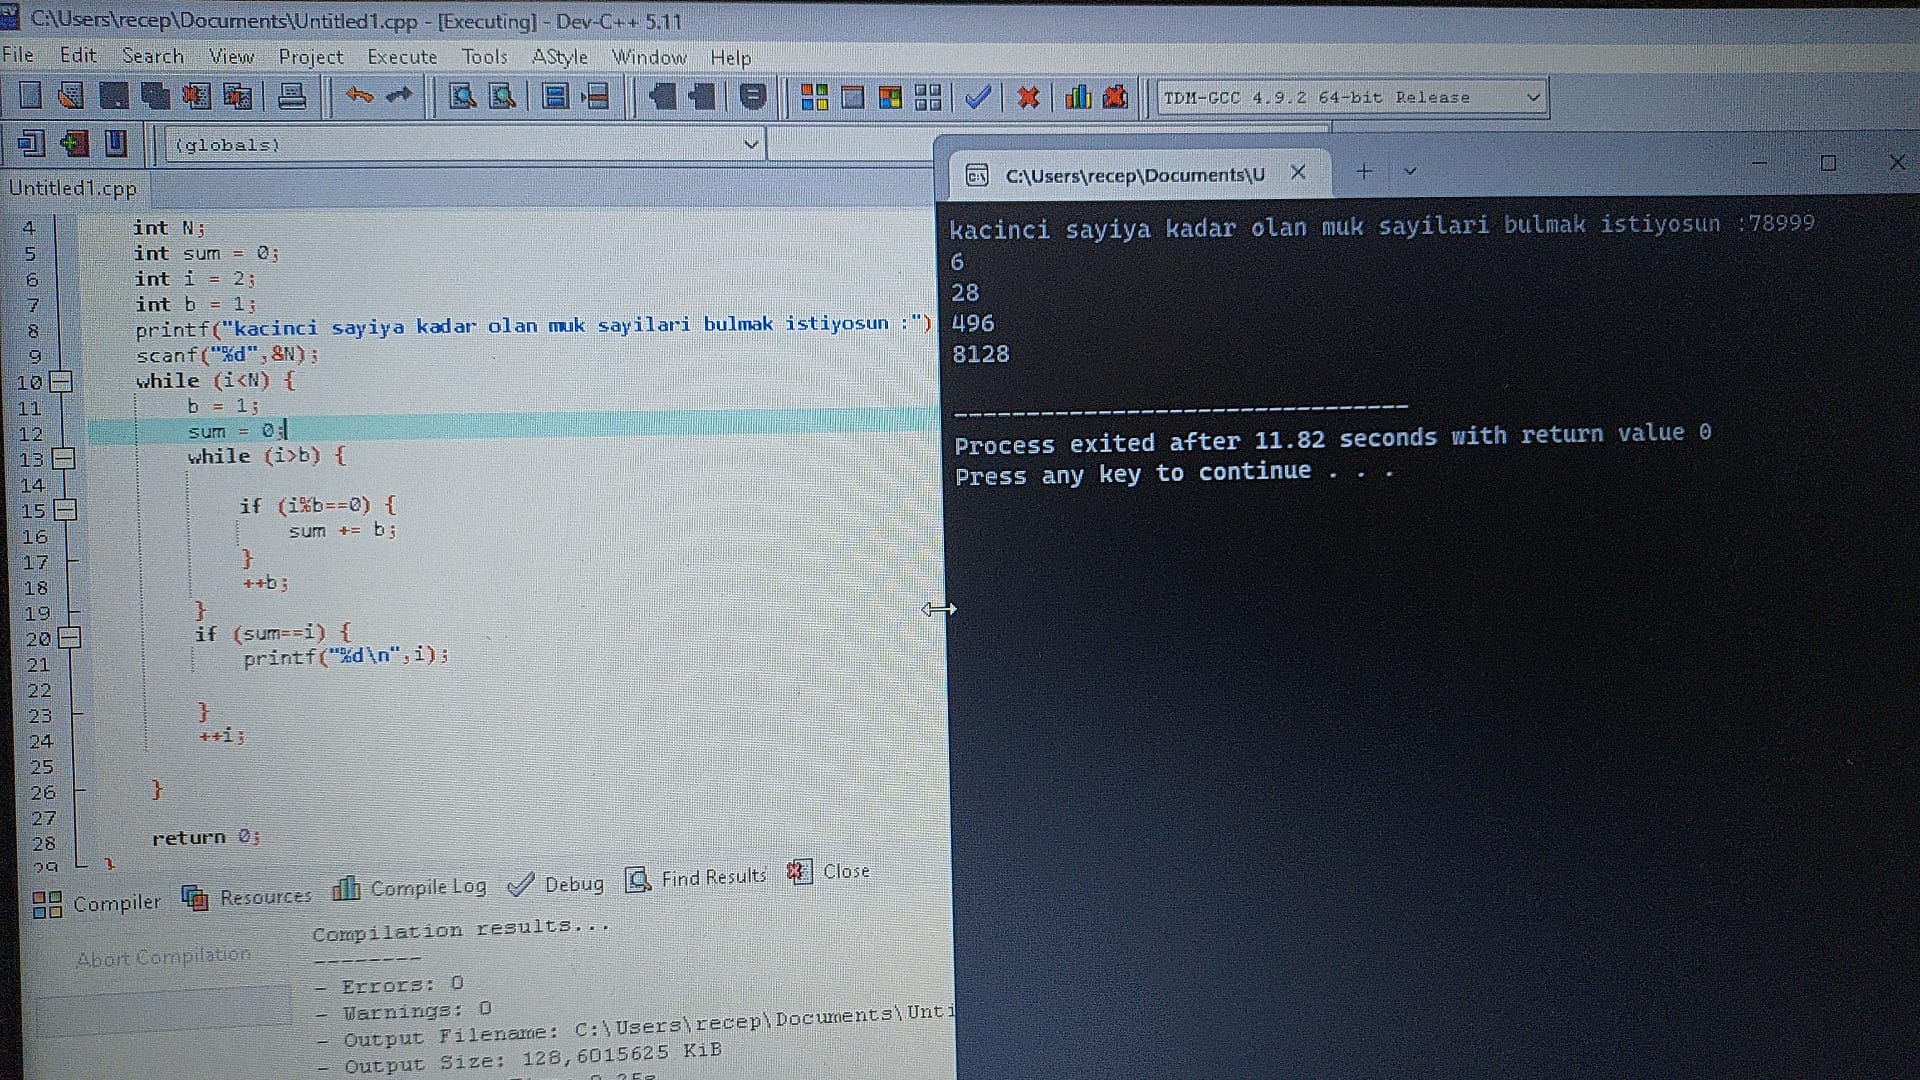 C:\Users\recep\Documents\Untitled1.cpp - [Executing] - Dev-C++ 5.11
File Edit Search View Project Execute Tools AStyle Window Help
TDM-GCC 4.9.2 64-bit Release
(globals)
Untitled1.cpp
4 int N;
5 int sum = 0;
6 int i = 2;
7 int b = 1;
8 printf("kacinci sayiya kadar olan muk sayilari bulmak istiyosun :")
9 scanf("%d",&N);
10 while (i<N) {
11 b = 1;
12 sum = 0;
13 while (i>b) {
14
15 if (i%b==0) {
16 sum += b;
17 }
18 ++b;
19 }
20 if (sum==i) {
21 printf("%d\n",i);
22
23 }
24 ++i;
25
26 }
27
28 return 0;
29 }
Compiler Resources Compile Log Debug Find Results Close
Abort Compilation
Compilation results...
--------
- Errors: 0
- Warnings: 0
- Output Filename: C:\Users\recep\Documents\Unti
- Output Size: 128,6015625 KiB
C:\Users\recep\Documents\U
kacinci sayiya kadar olan muk sayilari bulmak istiyosun :78999
6
28
496
8128
--------------------------------
Process exited after 11.82 seconds with return value 0
Press any key to continue . . .